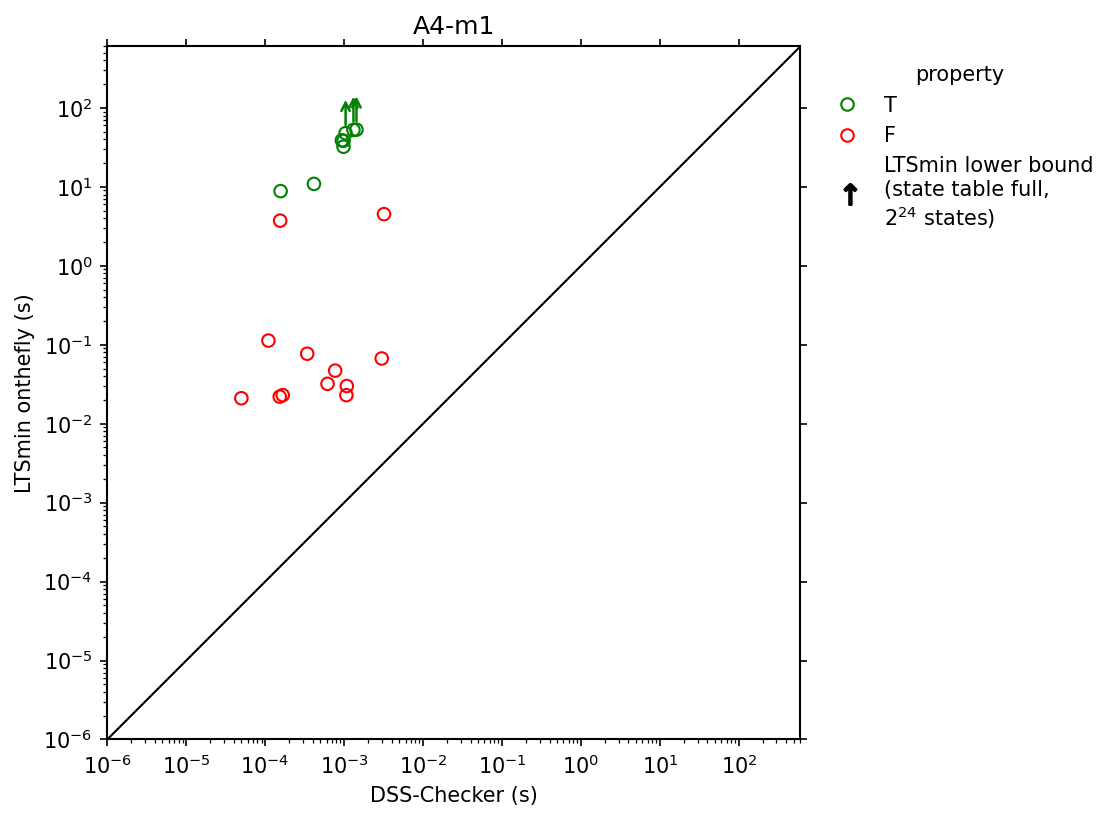 A4-m1
property
T
F
LTSmin lower bound
(state table full,
2²⁴ states)
LTSmin onthefly (s)
10²
10¹
10⁰
10⁻¹
10⁻²
10⁻³
10⁻⁴
10⁻⁵
10⁻⁶
10⁻⁶ 10⁻⁵ 10⁻⁴ 10⁻³ 10⁻² 10⁻¹ 10⁰ 10¹ 10²
DSS-Checker (s)